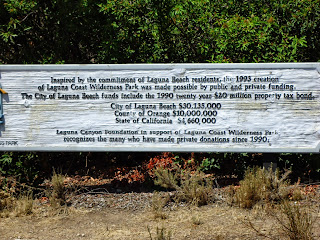 Inspired by the commitment of Laguna Beach residents, the 1993 creation
of Laguna Coast Wilderness Park was made possible by public and private funding.
The City of Laguna Beach funds include the 1990 twenty year $20 million property tax bond.
City of Laguna Beach $30,135,000
County of Orange $10,000,000
State of California $4,660,000
Laguna Canyon Foundation in support of Laguna Coast Wilderness Park
recognizes the many who have made private donations since 1990.
PARK